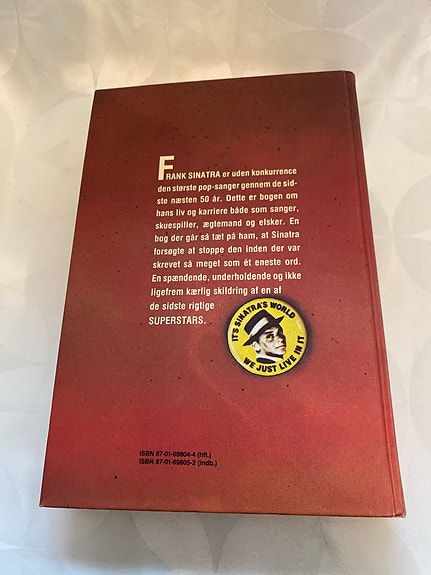 FRANK SINATRA er uden konkurrence
den største pop-sanger gennem de sid-
ste næsten 50 år. Dette er bogen om
hans liv og karriere både som sanger,
skuespiller, ægtemand og elsker. En
bog der går så tæt på ham, at Sinatra
forsøgte at stoppe den inden der var
skrevet så meget som ét eneste ord.
En spændende, underholdende og ikke
ligefrem kærlig skildring af en af
de sidste rigtige
SUPERSTARS.
IT'S SINATRA'S WORLD
WE JUST LIVE IN IT
ISBN 87-01-69804-4 (hft.)
ISBN 87-01-69805-2 (indb.)